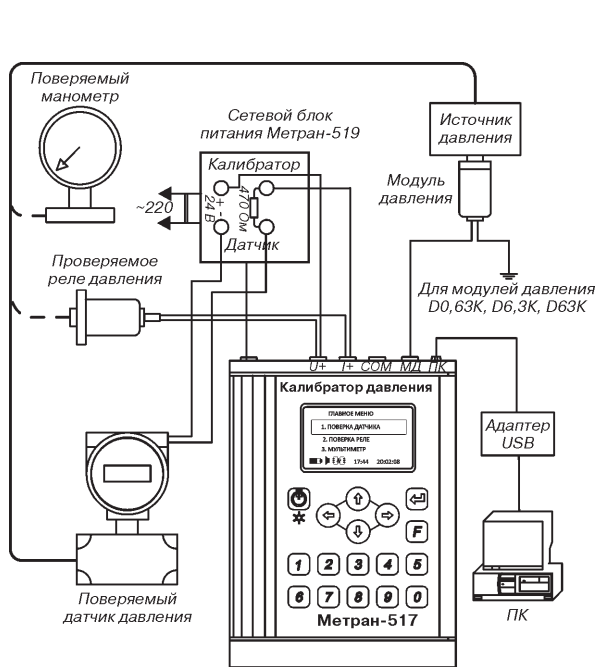 Поверяемый
манометр
Сетевой блок
питания Метран-519
Источник
давления
Калибратор
Модуль
давления
~220
+ -
24 В
470 Ом
Датчик
Проверяемое
реле давления
Для модулей давления
D0,63К, D6,3К, D63К
U+ I+ COM МД ПК
Калибратор давления
ГЛАВНОЕ МЕНЮ
1. ПОВЕРКА ДАТЧИКА
2. ПОВЕРКА РЕЛЕ
3. МУЛЬТИМЕТР
17:44 20:02:08
Адаптер
USB
F
1 2 3 4 5
6 7 8 9 0
Метран-517
Поверяемый
датчик давления
ПК